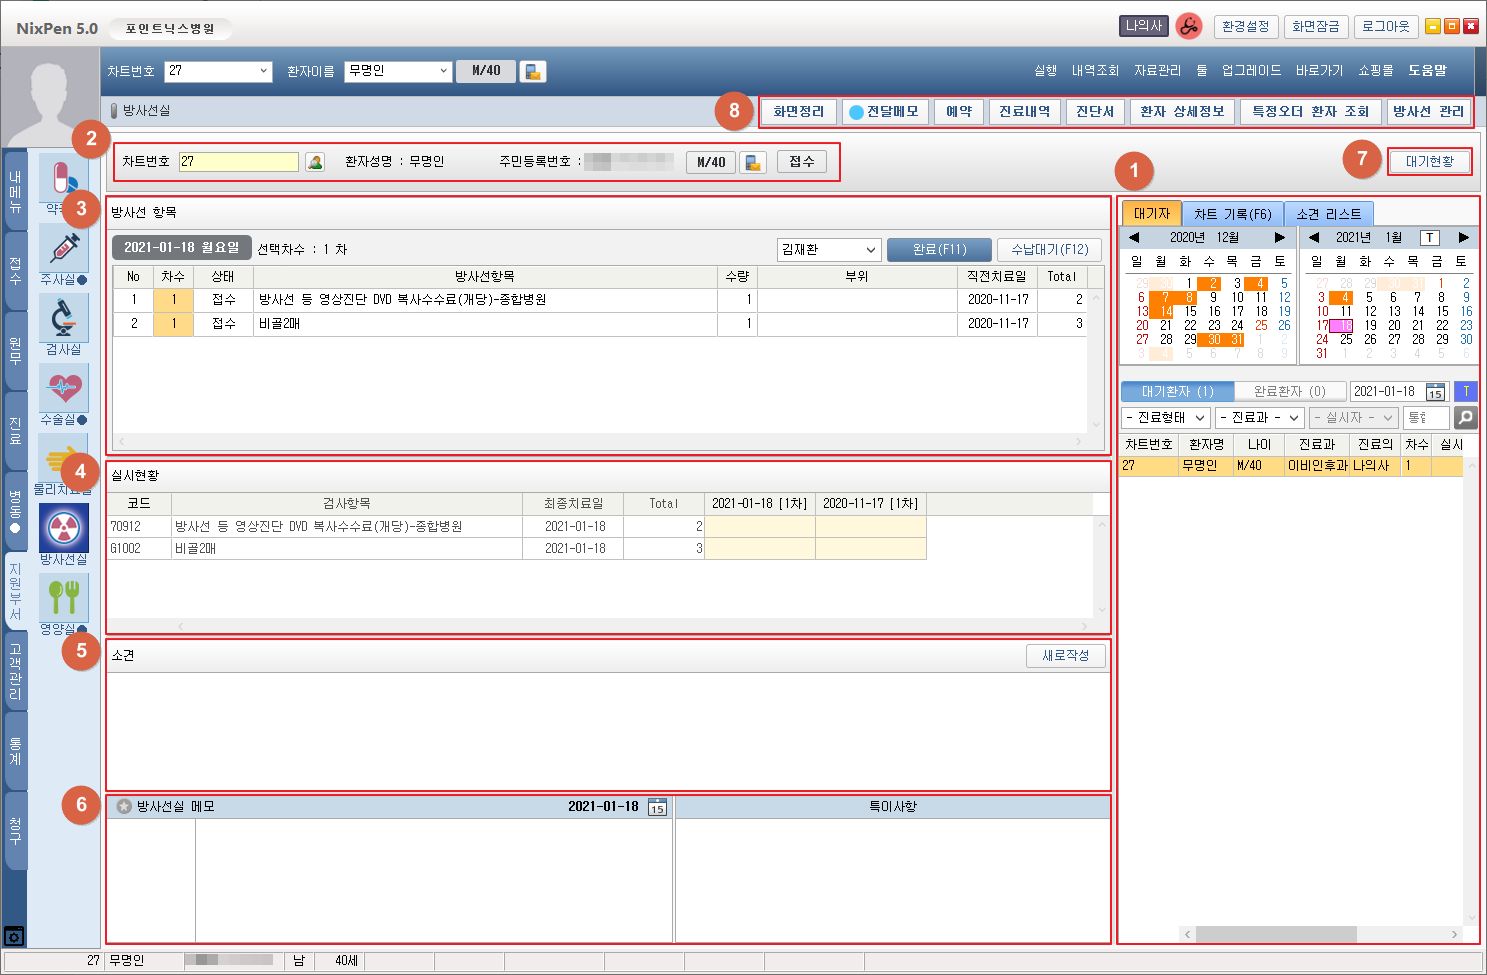 NixPen 5.0 포인트닉스병원 나의사 환경설정 화면잠금 로그아웃
차트번호 27 환자이름 무명인 M/40 실행 내역조회 자료관리 툴 업그레이드 바로가기 쇼핑몰 도움말
방사선실 8 화면정리 전달메모 예약 진료내역 진단서 환자 상세정보 특정오더 환자 조회 방사선 관리
2 차트번호 27 환자성명 : 무명인 주민등록번호 : M/40 접수 1 7 대기현황
내메뉴
접수
원무
진료
병동
지원부서
고객관리
통계
청구
주사실
검사실
수술실
물리치료실
방사선실
영양실
3 방사선 항목
2021-01-18 월요일 선택차수 : 1 차 김재환 완료(F11) 수납대기(F12)
No 차수 상태 방사선항목 수량 부위 직전치료일 Total
1 1 접수 방사선 등 영상진단 DVD 복사수수료(개당)-종합병원 1 2020-11-17 2
2 1 접수 비골2매 1 2020-11-17 3
4 실시현황
코드 검사항목 최종치료일 Total 2021-01-18 [1차] 2020-11-17 [1차]
70912 방사선 등 영상진단 DVD 복사수수료(개당)-종합병원 2021-01-18 2
G1002 비골2매 2021-01-18 3
5 소견 새로작성
6 방사선실 메모 2021-01-18 15 특이사항
대기자 차트 기록(F6) 소견 리스트
2020년 12월 2021년 1월 T
일 월 화 수 목 금 토 일 월 화 수 목 금 토
29 30 1 2 3 4 5 27 28 29 30 31 1 2
6 7 8 9 10 11 12 3 4 5 6 7 8 9
13 14 15 16 17 18 19 10 11 12 13 14 15 16
20 21 22 23 24 25 26 17 18 19 20 21 22 23
27 28 29 30 31 1 2 24 25 26 27 28 29 30
3 4 5 6 7 8 9 31 1 2 3 4 5 6
대기환자 (1) 완료환자 (0) 2021-01-18 15 T
- 진료형태 - 진료과 - - 실시자 - 통합
차트번호 환자명 나이 진료과 진료의 차수 실시
27 무명인 M/40 이비인후과 나의사 1
27 무명인 남 40세